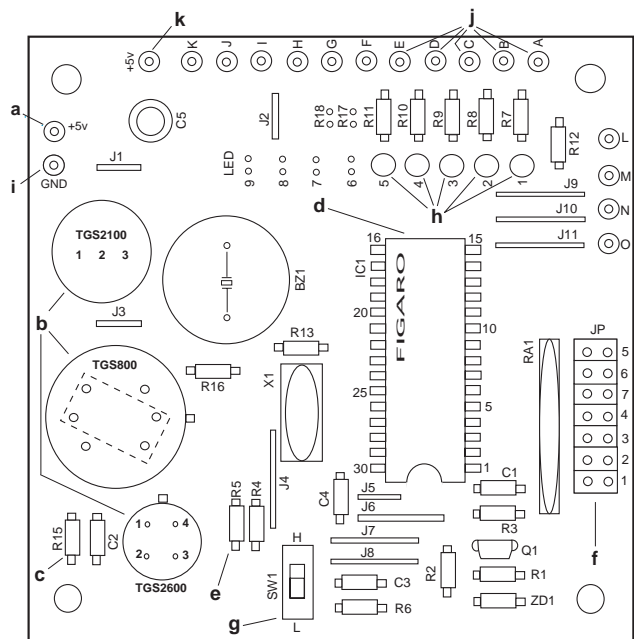 k
j
+5v
K
J
I
H
G
F
E
D
C
B
A
a
+5v
C5
J2
R18
R17
R11
R10
R9
R8
R7
R12
L
i
GND
J1
LED
9
8
7
6
5
4
3
2
1
h
M
J9
N
J10
J11
O
d
TGS2100
1 2 3
BZ1
16
15
IC1
FIGARO
b
J3
20
10
JP
R13
RA1
5
TGS800
R16
X1
6
7
25
5
4
3
2
30
1
1
C1
J4
R5
R4
C4
J5
J6
R3
f
1
4
2
3
TGS2600
R15
C2
c
e
H
J7
J8
SW1
L
g
C3
R6
R2
Q1
R1
ZD1